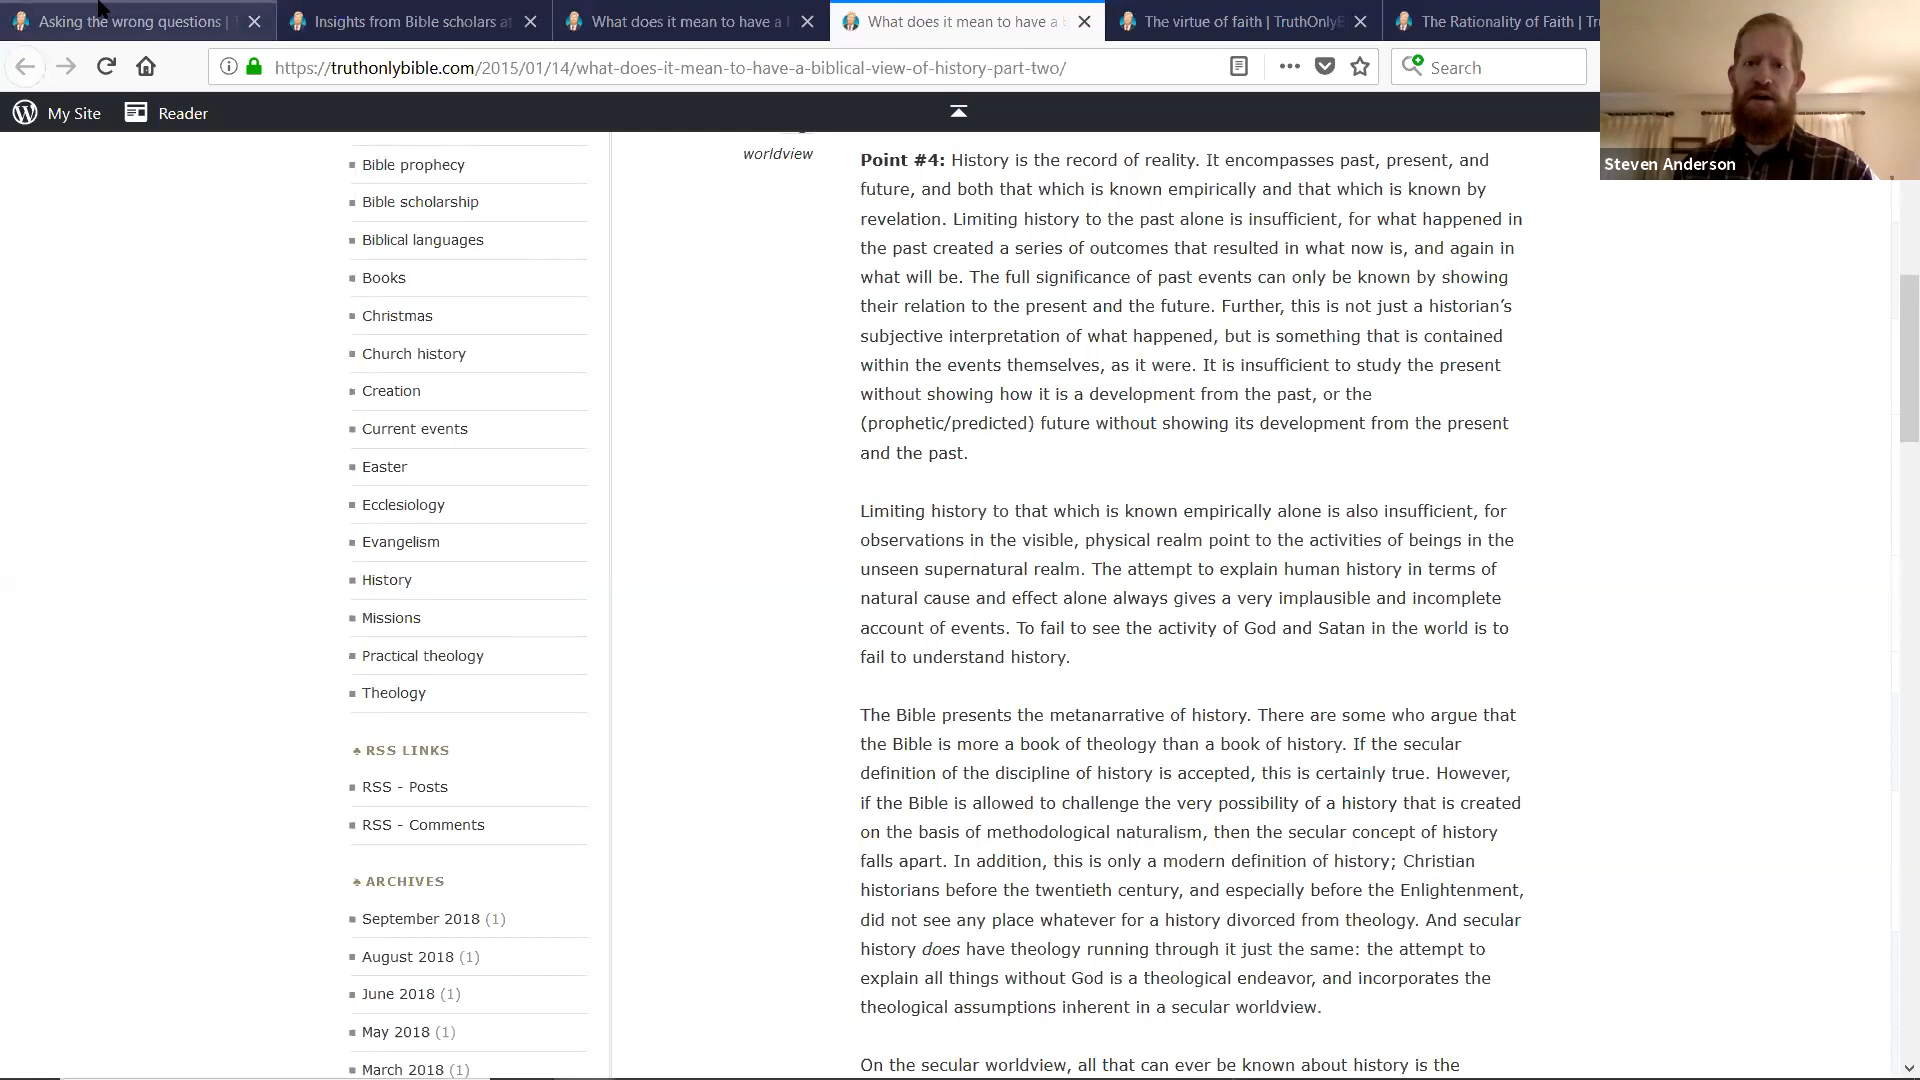 Asking the wrong questions |
Insights from Bible scholars at
What does it mean to have a
What does it mean to have a
The virtue of faith | TruthOnly
The Rationality of Faith | Tr
https://truthonlybible.com/2015/01/14/what-does-it-mean-to-have-a-biblical-view-of-history-part-two/
Search
My Site
Reader
Steven Anderson
worldview
Bible prophecy
Bible scholarship
Biblical languages
Books
Christmas
Church history
Creation
Current events
Easter
Ecclesiology
Evangelism
History
Missions
Practical theology
Theology
RSS LINKS
RSS - Posts
RSS - Comments
ARCHIVES
September 2018 (1)
August 2018 (1)
June 2018 (1)
May 2018 (1)
March 2018 (1)
Point #4: History is the record of reality. It encompasses past, present, and
future, and both that which is known empirically and that which is known by
revelation. Limiting history to the past alone is insufficient, for what happened in
the past created a series of outcomes that resulted in what now is, and again in
what will be. The full significance of past events can only be known by showing
their relation to the present and the future. Further, this is not just a historian’s
subjective interpretation of what happened, but is something that is contained
within the events themselves, as it were. It is insufficient to study the present
without showing how it is a development from the past, or the
(prophetic/predicted) future without showing its development from the present
and the past.
Limiting history to that which is known empirically alone is also insufficient, for
observations in the visible, physical realm point to the activities of beings in the
unseen supernatural realm. The attempt to explain human history in terms of
natural cause and effect alone always gives a very implausible and incomplete
account of events. To fail to see the activity of God and Satan in the world is to
fail to understand history.
The Bible presents the metanarrative of history. There are some who argue that
the Bible is more a book of theology than a book of history. If the secular
definition of the discipline of history is accepted, this is certainly true. However,
if the Bible is allowed to challenge the very possibility of a history that is created
on the basis of methodological naturalism, then the secular concept of history
falls apart. In addition, this is only a modern definition of history; Christian
historians before the twentieth century, and especially before the Enlightenment,
did not see any place whatever for a history divorced from theology. And secular
history does have theology running through it just the same: the attempt to
explain all things without God is a theological endeavor, and incorporates the
theological assumptions inherent in a secular worldview.
On the secular worldview, all that can ever be known about history is the